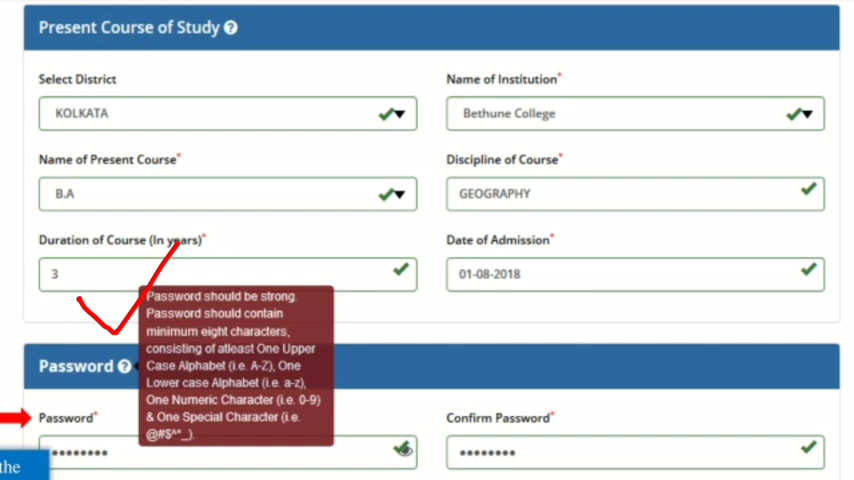 Present Course of Study ?
Select District
Name of Institution*
KOLKATA
Bethune College
Name of Present Course*
Discipline of Course*
B.A
GEOGRAPHY
Duration of Course (In years)*
Date of Admission*
3
01-08-2018
Password should be strong.
Password should contain
minimum eight characters,
consisting of atleast One Upper
Case Alphabet (i.e. A-Z), One
Lower case Alphabet (i.e. a-z),
One Numeric Character (i.e. 0-9)
& One Special Character (i.e.
@#$^*_).
Password ?
Password*
Confirm Password*
••••••••
••••••••
the